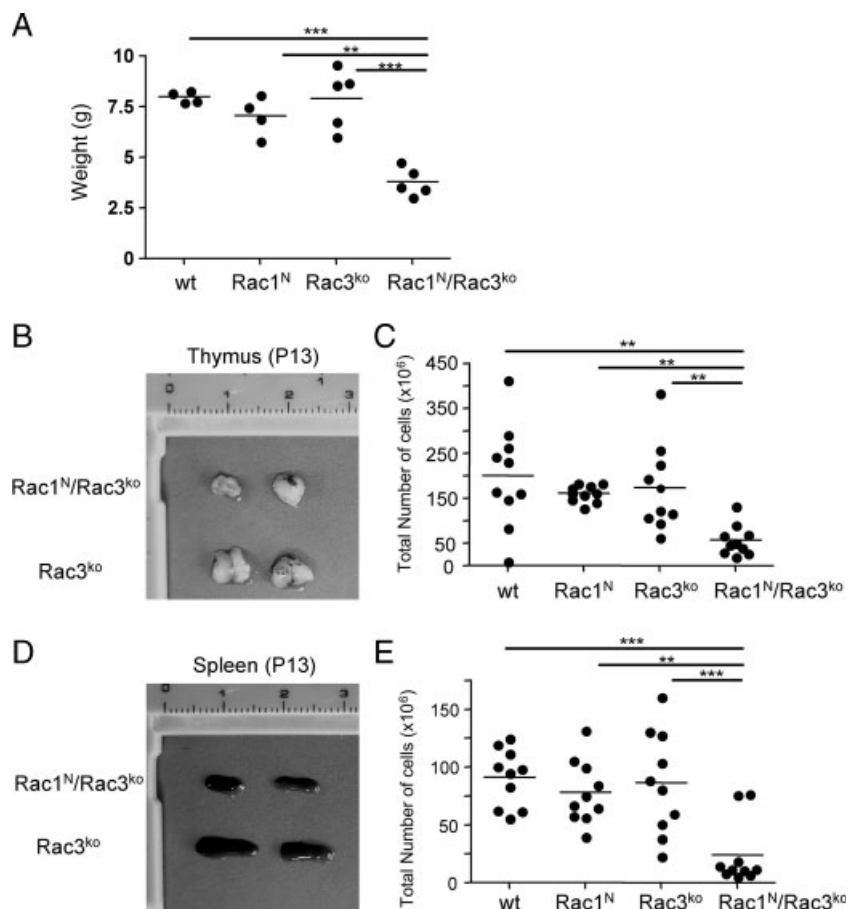 A
*** 
**
***
10
7.5
5
2.5
0
Weight (g)
wt Rac1ᴺ Rac3ᵏᵒ Rac1ᴺ/Rac3ᵏᵒ
B
Thymus (P13)
0 1 2 1 3
Rac1ᴺ/Rac3ᵏᵒ
Rac3ᵏᵒ
C
**
**
**
450
350
250
150
50
0
Total Number of cells (x10⁶)
wt Rac1ᴺ Rac3ᵏᵒ Rac1ᴺ/Rac3ᵏᵒ
D
Spleen (P13)
0 1 2 3
Rac1ᴺ/Rac3ᵏᵒ
Rac3ᵏᵒ
E
***
**
***
150
100
50
0
Total Number of cells (x10⁶)
wt Rac1ᴺ Rac3ᵏᵒ Rac1ᴺ/Rac3ᵏᵒ